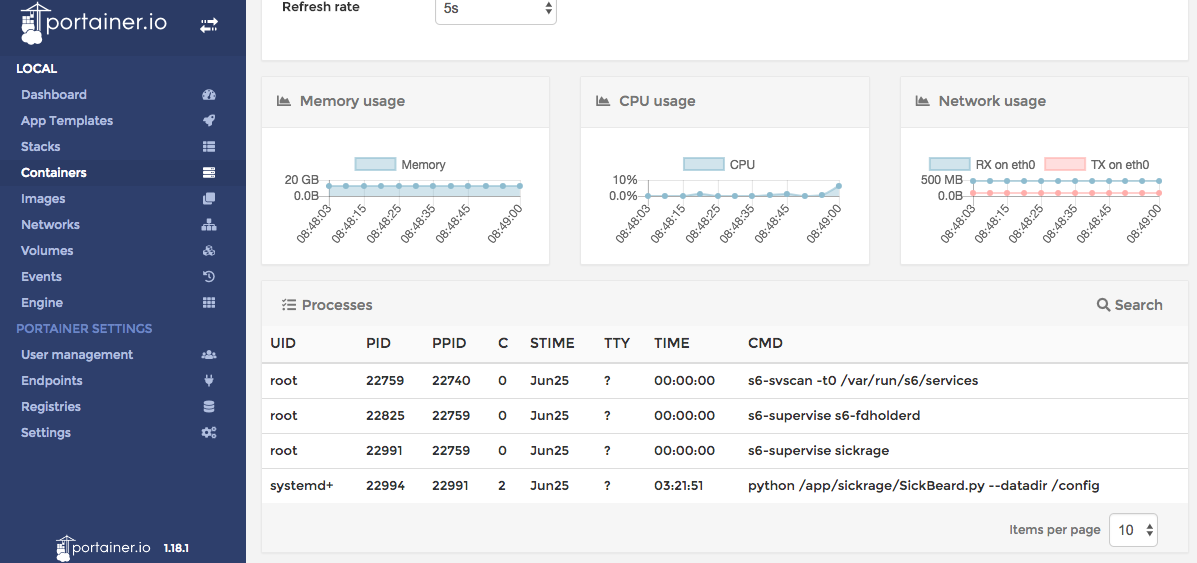 portainer.io
LOCAL
Dashboard
App Templates
Stacks
Containers
Images
Networks
Volumes
Events
Engine
PORTAINER SETTINGS
User management
Endpoints
Registries
Settings
portainer.io 1.18.1
Refresh rate 5s
Memory usage
Memory
20 GB
0.0B
08:48:03 08:48:15 08:48:25 08:48:35 08:48:45 08:49:00
CPU usage
CPU
10%
0.0%
08:48:03 08:48:15 08:48:25 08:48:35 08:48:45 08:49:00
Network usage
RX on eth0 TX on eth0
500 MB
0.0B
08:48:03 08:48:15 08:48:25 08:48:35 08:48:45 08:49:00
Processes Search
UID PID PPID C STIME TTY TIME CMD
root 22759 22740 0 Jun25 ? 00:00:00 s6-svscan -t0 /var/run/s6/services
root 22825 22759 0 Jun25 ? 00:00:00 s6-supervise s6-fdholderd
root 22991 22759 0 Jun25 ? 00:00:00 s6-supervise sickrage
systemd+ 22994 22991 2 Jun25 ? 03:21:51 python /app/sickrage/SickBeard.py --datadir /config
Items per page 10